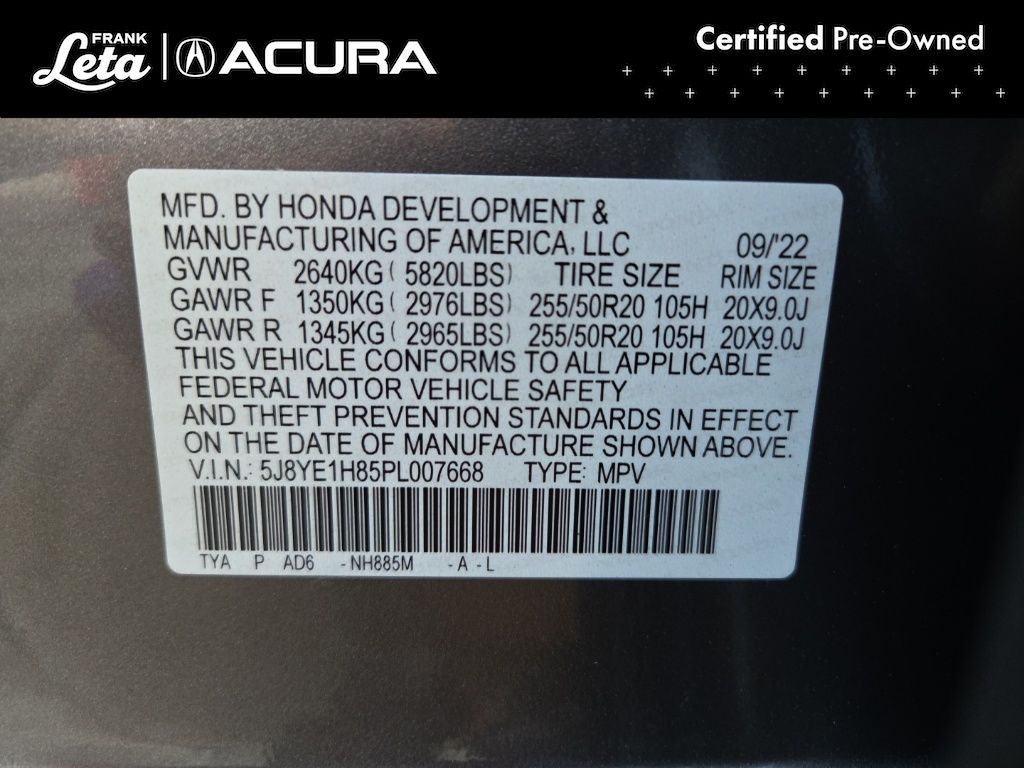 FRANK
Leta
ACURA
Certified Pre-Owned
MFD. BY HONDA DEVELOPMENT &
MANUFACTURING OF AMERICA, LLC 09/'22
GVWR 2640KG ( 5820LBS) TIRE SIZE RIM SIZE
GAWR F 1350KG ( 2976LBS) 255/50R20 105H 20X9.0J
GAWR R 1345KG ( 2965LBS) 255/50R20 105H 20X9.0J
THIS VEHICLE CONFORMS TO ALL APPLICABLE
FEDERAL MOTOR VEHICLE SAFETY
AND THEFT PREVENTION STANDARDS IN EFFECT
ON THE DATE OF MANUFACTURE SHOWN ABOVE.
V.I.N.: 5J8YE1H85PL007668 TYPE: MPV
TYA P AD6 -NH885M -A -L